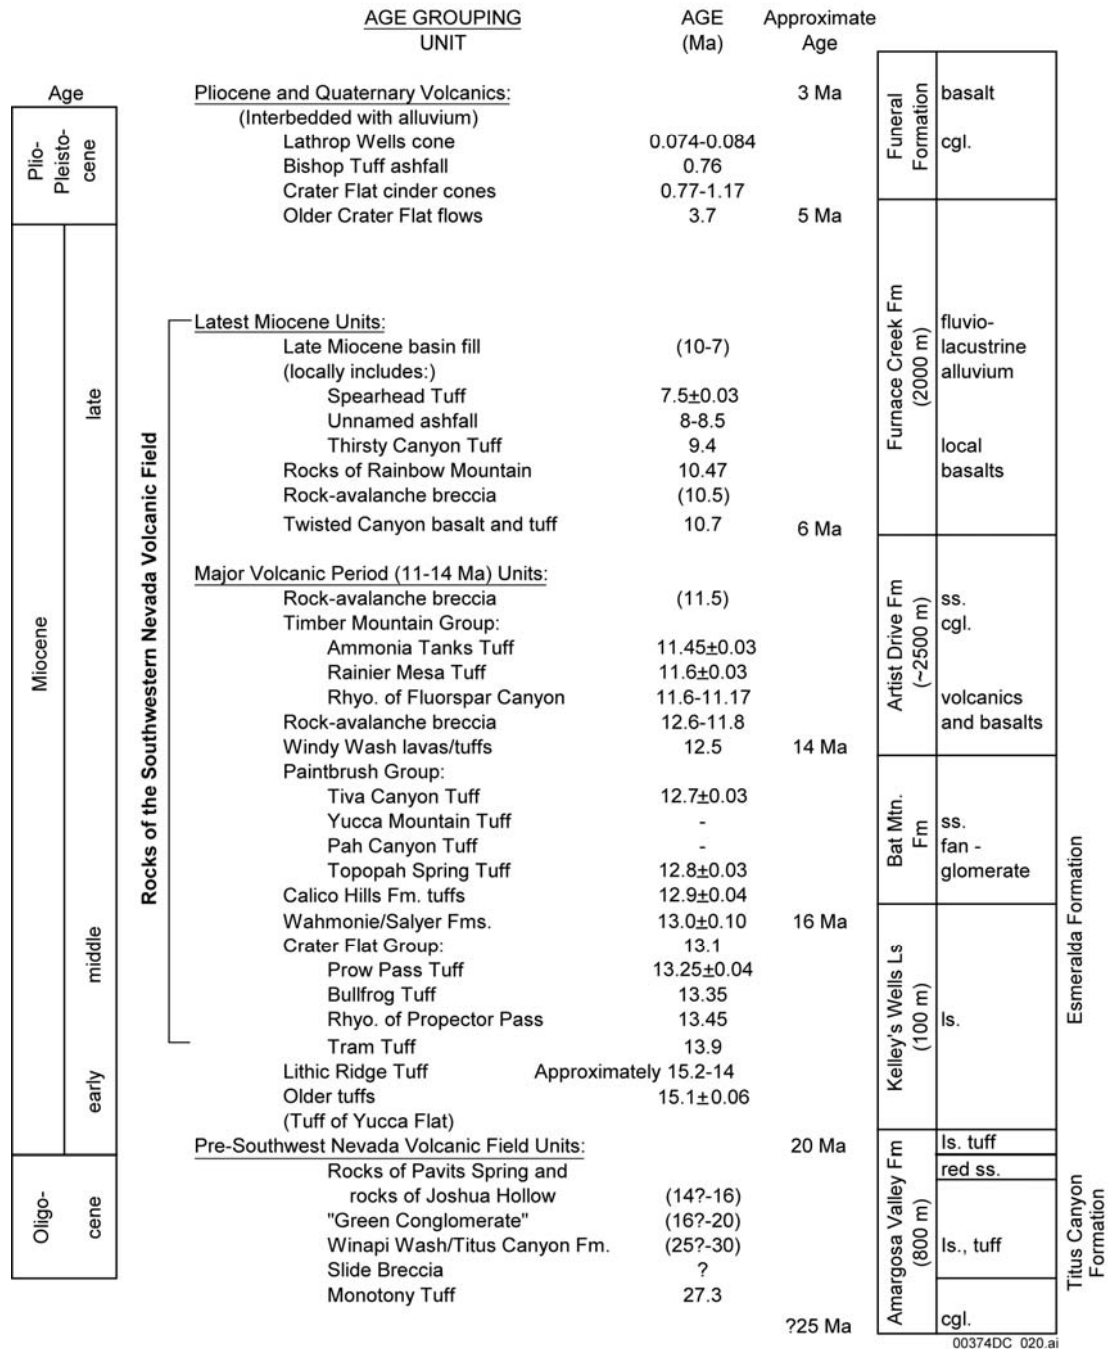 AGE GROUPING AGE Approximate
UNIT (Ma) Age
Age
Plio-
Pleisto-
cene
Miocene
late
middle
early
Oligo-
cene
Rocks of the Southwestern Nevada Volcanic Field
Pliocene and Quaternary Volcanics: 3 Ma
(Interbedded with alluvium)
Lathrop Wells cone 0.074-0.084
Bishop Tuff ashfall 0.76
Crater Flat cinder cones 0.77-1.17
Older Crater Flat flows 3.7 5 Ma
Latest Miocene Units:
Late Miocene basin fill (10-7)
(locally includes:)
Spearhead Tuff 7.5±0.03
Unnamed ashfall 8-8.5
Thirsty Canyon Tuff 9.4
Rocks of Rainbow Mountain 10.47
Rock-avalanche breccia (10.5)
Twisted Canyon basalt and tuff 10.7 6 Ma
Major Volcanic Period (11-14 Ma) Units:
Rock-avalanche breccia (11.5)
Timber Mountain Group:
Ammonia Tanks Tuff 11.45±0.03
Rainier Mesa Tuff 11.6±0.03
Rhyo. of Fluorspar Canyon 11.6-11.17
Rock-avalanche breccia 12.6-11.8
Windy Wash lavas/tuffs 12.5 14 Ma
Paintbrush Group:
Tiva Canyon Tuff 12.7±0.03
Yucca Mountain Tuff -
Pah Canyon Tuff -
Topopah Spring Tuff 12.8±0.03
Calico Hills Fm. tuffs 12.9±0.04
Wahmonie/Salyer Fms. 13.0±0.10 16 Ma
Crater Flat Group: 13.1
Prow Pass Tuff 13.25±0.04
Bullfrog Tuff 13.35
Rhyo. of Propector Pass 13.45
Tram Tuff 13.9
Lithic Ridge Tuff Approximately 15.2-14
Older tuffs 15.1±0.06
(Tuff of Yucca Flat)
Pre-Southwest Nevada Volcanic Field Units: 20 Ma
Rocks of Pavits Spring and
rocks of Joshua Hollow (14?-16)
"Green Conglomerate" (16?-20)
Winapi Wash/Titus Canyon Fm. (25?-30)
Slide Breccia ?
Monotony Tuff 27.3
?25 Ma
Funeral
Formation
basalt
cgl.
Furnace Creek Fm
(2000 m)
fluvio-
lacustrine
alluvium
local
basalts
Artist Drive Fm
(~2500 m)
ss.
cgl.
volcanics
and basalts
Bat Mtn.
Fm
ss.
fan -
glomerate
Kelley's Wells Ls
(100 m)
ls.
Esmeralda Formation
Amargosa Valley Fm
(800 m)
ls. tuff
red ss.
ls., tuff
cgl.
Titus Canyon
Formation
00374DC_020.ai